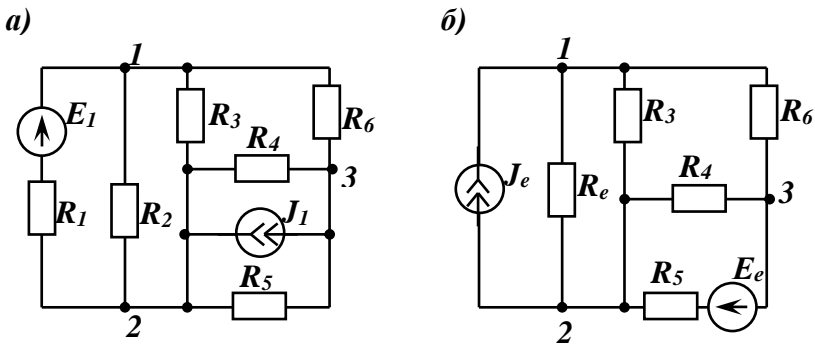 а) б)
1 1
E1 R3 R6 R3 R6
R4 R4
3 Je Re 3
R1 R2 J1
R5 R5 Ee
2 2